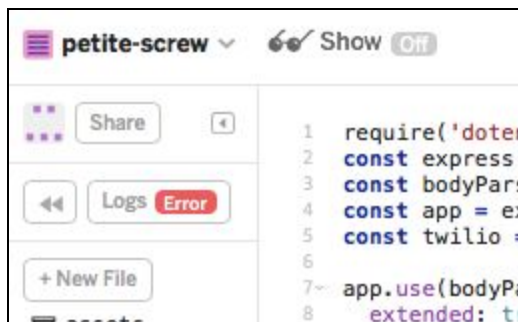 petite-screw Show Off
Share
Logs Error
+ New File
1 require('dote
2 const express
3 const bodyPars
4 const app = ex
5 const twilio =
6
7 app.use(bodyPa
8 extended: t